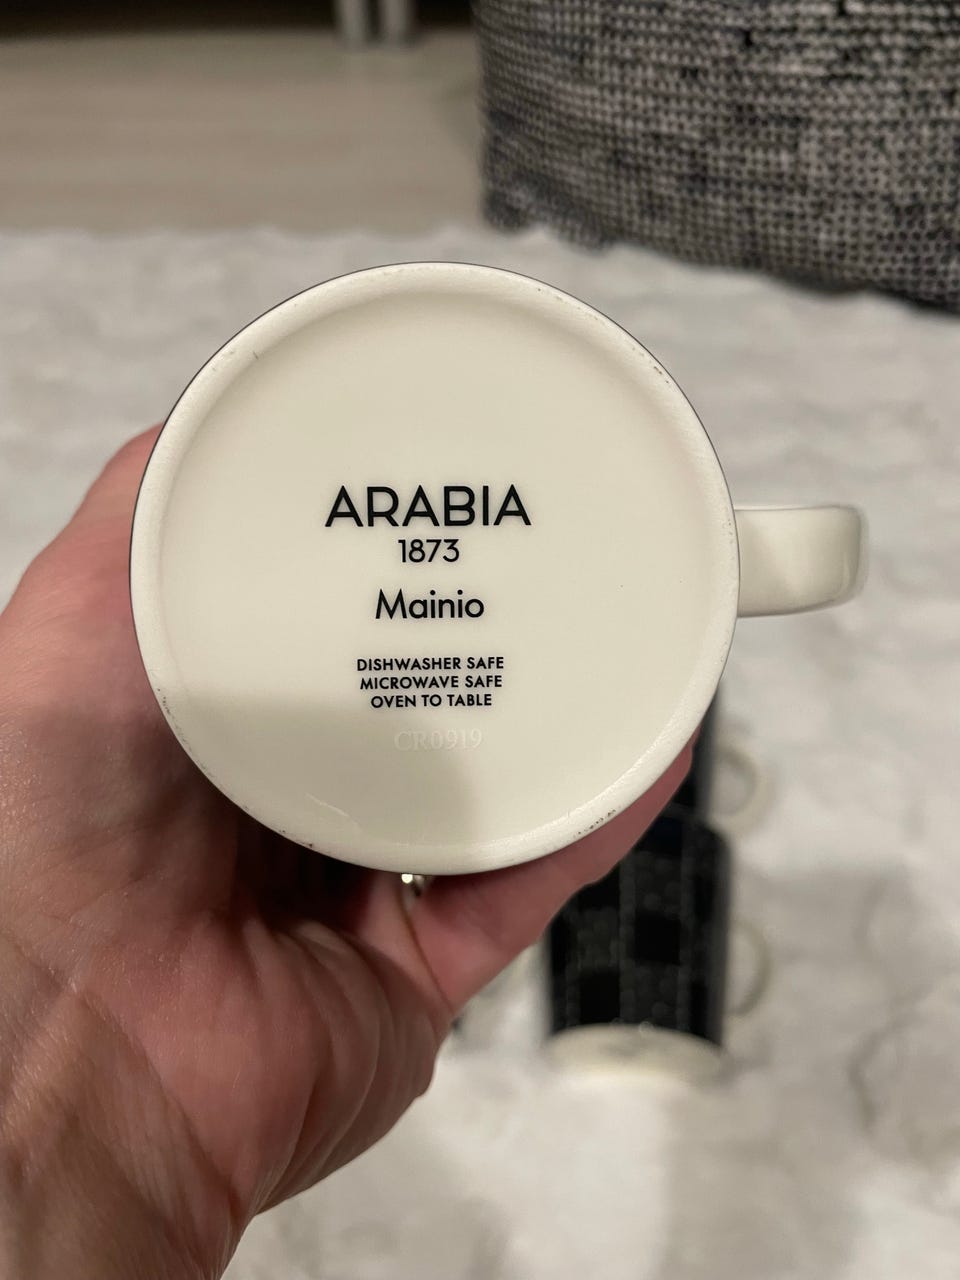 ARABIA
1873
Mainio
DISHWASHER SAFE
MICROWAVE SAFE
OVEN TO TABLE
CR0919